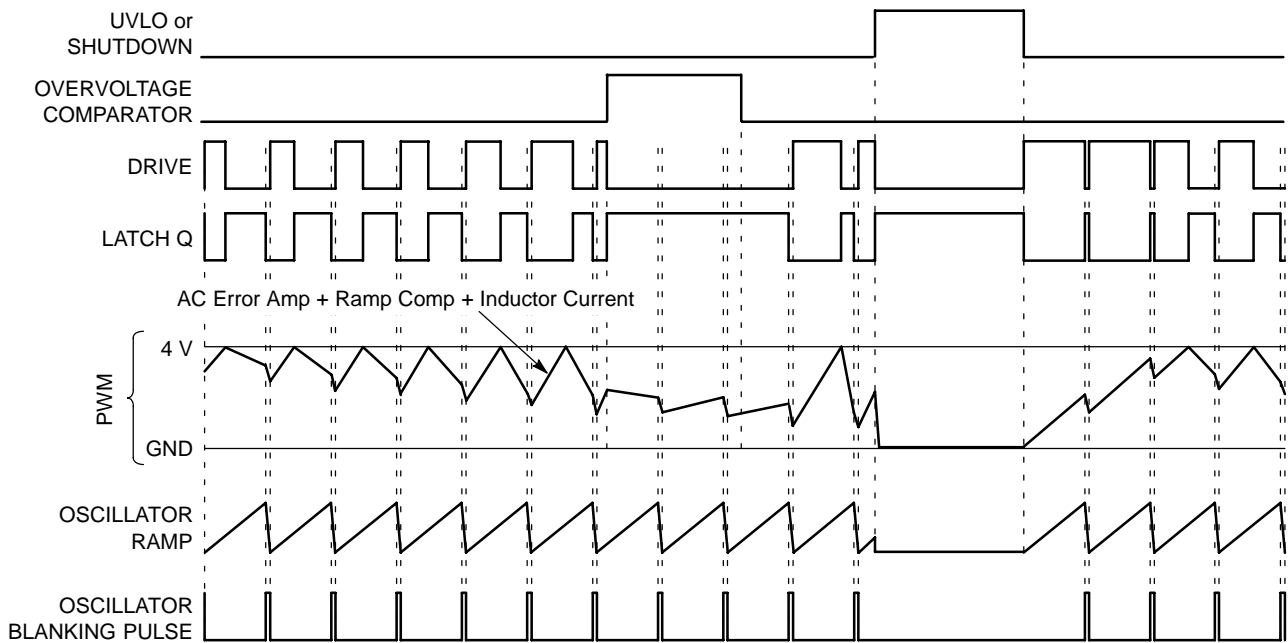 UVLO or
SHUTDOWN
OVERVOLTAGE
COMPARATOR
DRIVE
LATCH Q
AC Error Amp + Ramp Comp + Inductor Current
4 V
PWM
GND
OSCILLATOR
RAMP
OSCILLATOR
BLANKING PULSE